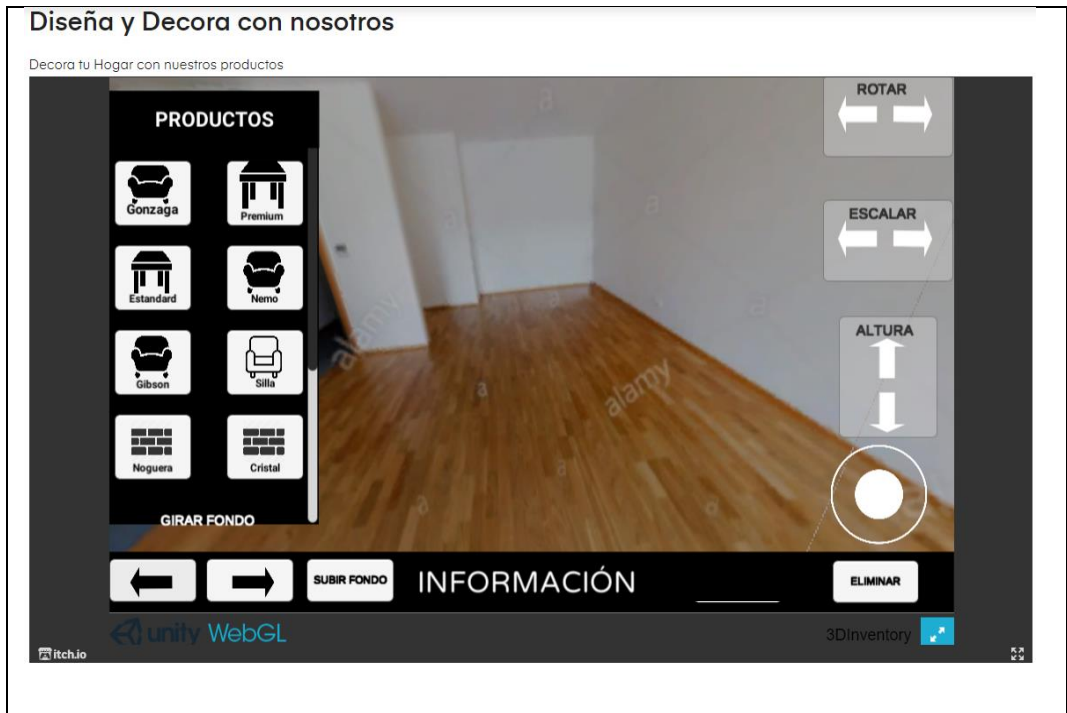 Diseña y Decora con nosotros
Decora tu Hogar con nuestros productos
PRODUCTOS
Gonzaga
Premium
Estandard
Nemo
Gibson
Silla
Noguera
Cristal
GIRAR FONDO
ROTAR
ESCALAR
ALTURA
alamy
alamy
a
a
a
a
a
a
a
a
a
SUBIR FONDO
INFORMACIÓN
ELIMINAR
unity WebGL
3DInventory
itch.io